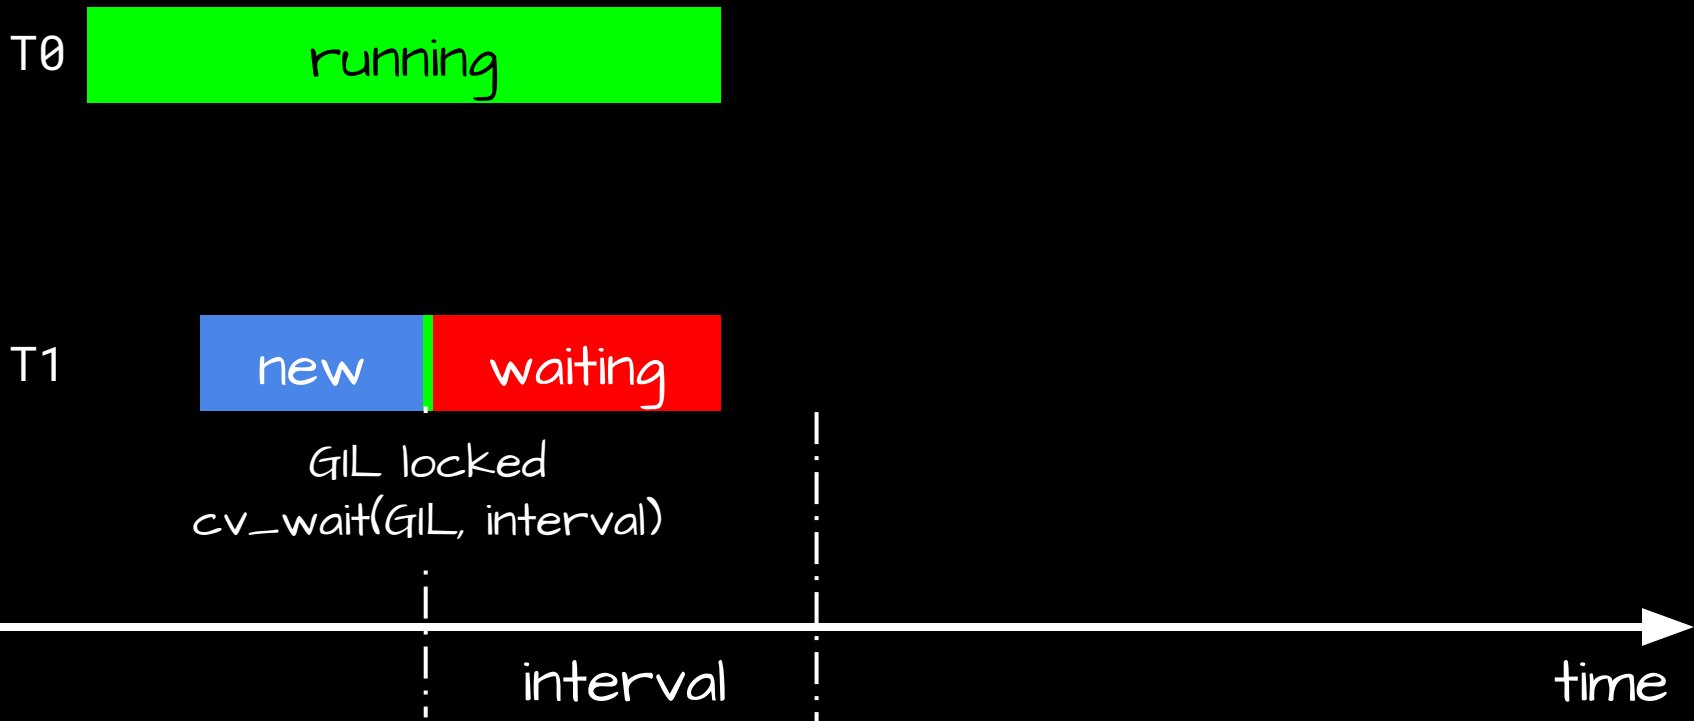 T0
running
T1
new
waiting
GIL locked
cv_wait(GIL, interval)
interval
time